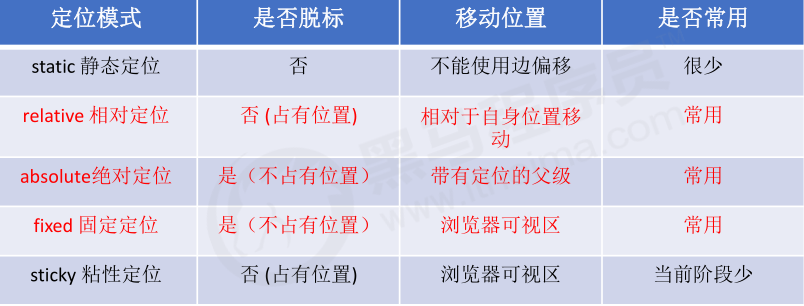 定位模式 是否脱标 移动位置 是否常用
static 静态定位 否 不能使用边偏移 很少
relative 相对定位 否 (占有位置) 相对于自身位置移动 常用
absolute绝对定位 是（不占有位置） 带有定位的父级 常用
fixed 固定定位 是（不占有位置） 浏览器可视区 常用
sticky 粘性定位 否 (占有位置) 浏览器可视区 当前阶段少
黑马程序员